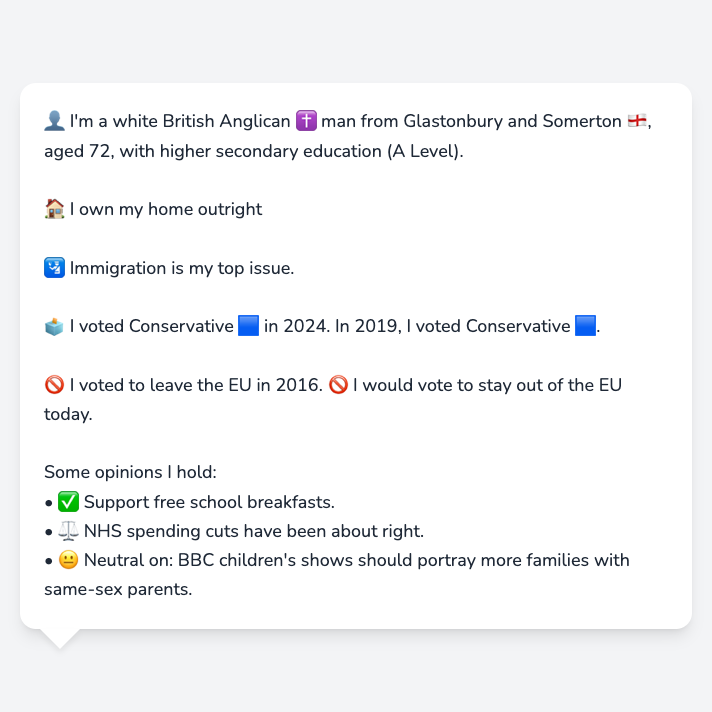 👤 I'm a white British Anglican ✝️ man from Glastonbury and Somerton 🏴󠁧󠁢󠁥󠁮󠁧󠁿,
aged 72, with higher secondary education (A Level).
🏠 I own my home outright
🛂 Immigration is my top issue.
🗳️ I voted Conservative 🟦 in 2024. In 2019, I voted Conservative 🟦.
🚫 I voted to leave the EU in 2016. 🚫 I would vote to stay out of the EU
today.
Some opinions I hold:
• ✅ Support free school breakfasts.
• ⚖️ NHS spending cuts have been about right.
• 😐 Neutral on: BBC children's shows should portray more families with
same-sex parents.